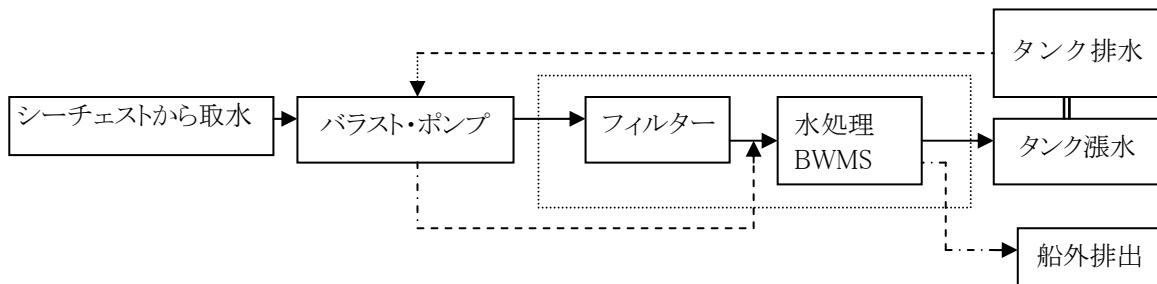 タンク排水
シーチェストから取水
バラスト・ポンプ
フィルター
水処理
BWMS
タンク漲水
船外排出